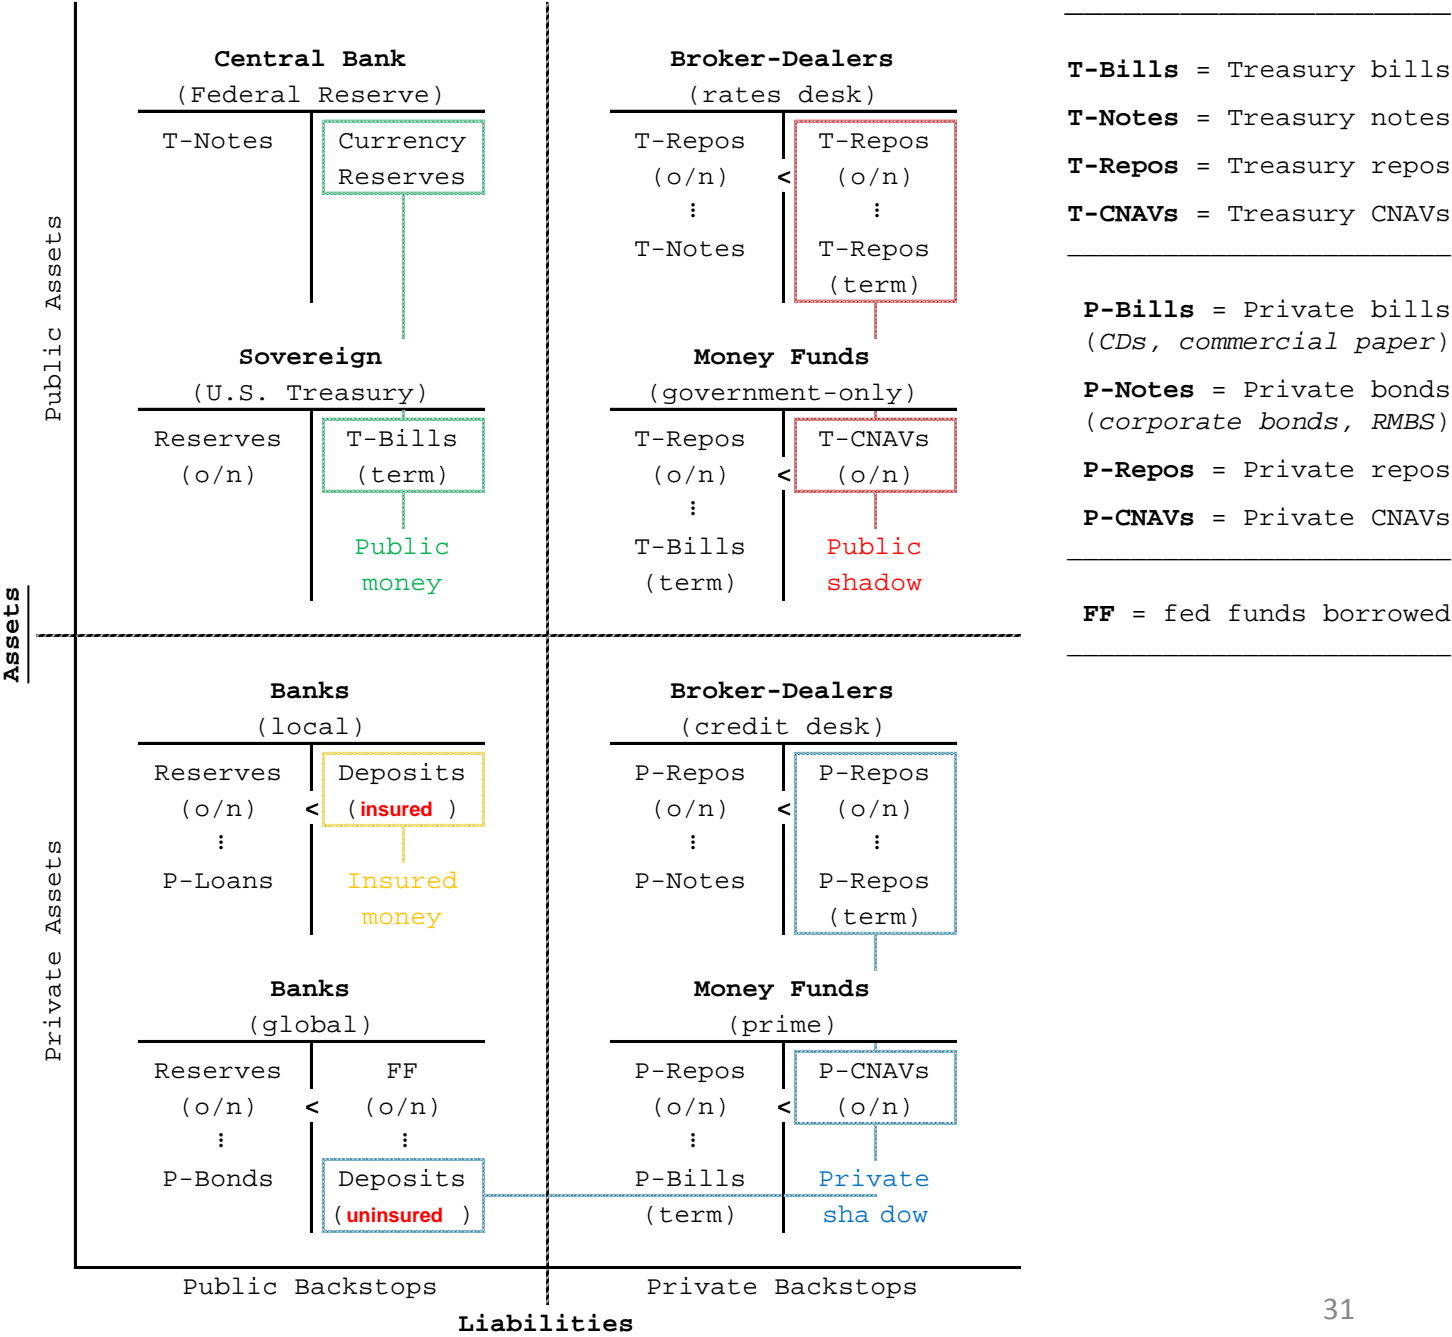 Central Bank
(Federal Reserve)
T-Notes
Currency
Reserves
Broker-Dealers
(rates desk)
T-Repos
(o/n)
⋮
T-Notes
<
T-Repos
(o/n)
⋮
T-Repos
(term)
Sovereign
(U.S. Treasury)
Reserves
(o/n)
T-Bills
(term)
Public
money
Money Funds
(government-only)
T-Repos
(o/n)
⋮
T-Bills
(term)
<
T-CNAVs
(o/n)
Public
shadow
Public Assets
Assets
Private Assets
Banks
(local)
Reserves
(o/n)
⋮
P-Loans
<
Deposits
(insured )
Insured
money
Broker-Dealers
(credit desk)
P-Repos
(o/n)
⋮
P-Notes
<
P-Repos
(o/n)
⋮
P-Repos
(term)
Banks
(global)
Reserves
(o/n)
⋮
P-Bonds
<
FF
(o/n)
⋮
Deposits
(uninsured )
Money Funds
(prime)
P-Repos
(o/n)
⋮
P-Bills
(term)
<
P-CNAVs
(o/n)
Private
sha dow
Public Backstops
Private Backstops
Liabilities
T-Bills = Treasury bills
T-Notes = Treasury notes
T-Repos = Treasury repos
T-CNAVs = Treasury CNAVs
P-Bills = Private bills
(CDs, commercial paper)
P-Notes = Private bonds
(corporate bonds, RMBS)
P-Repos = Private repos
P-CNAVs = Private CNAVs
FF = fed funds borrowed
31